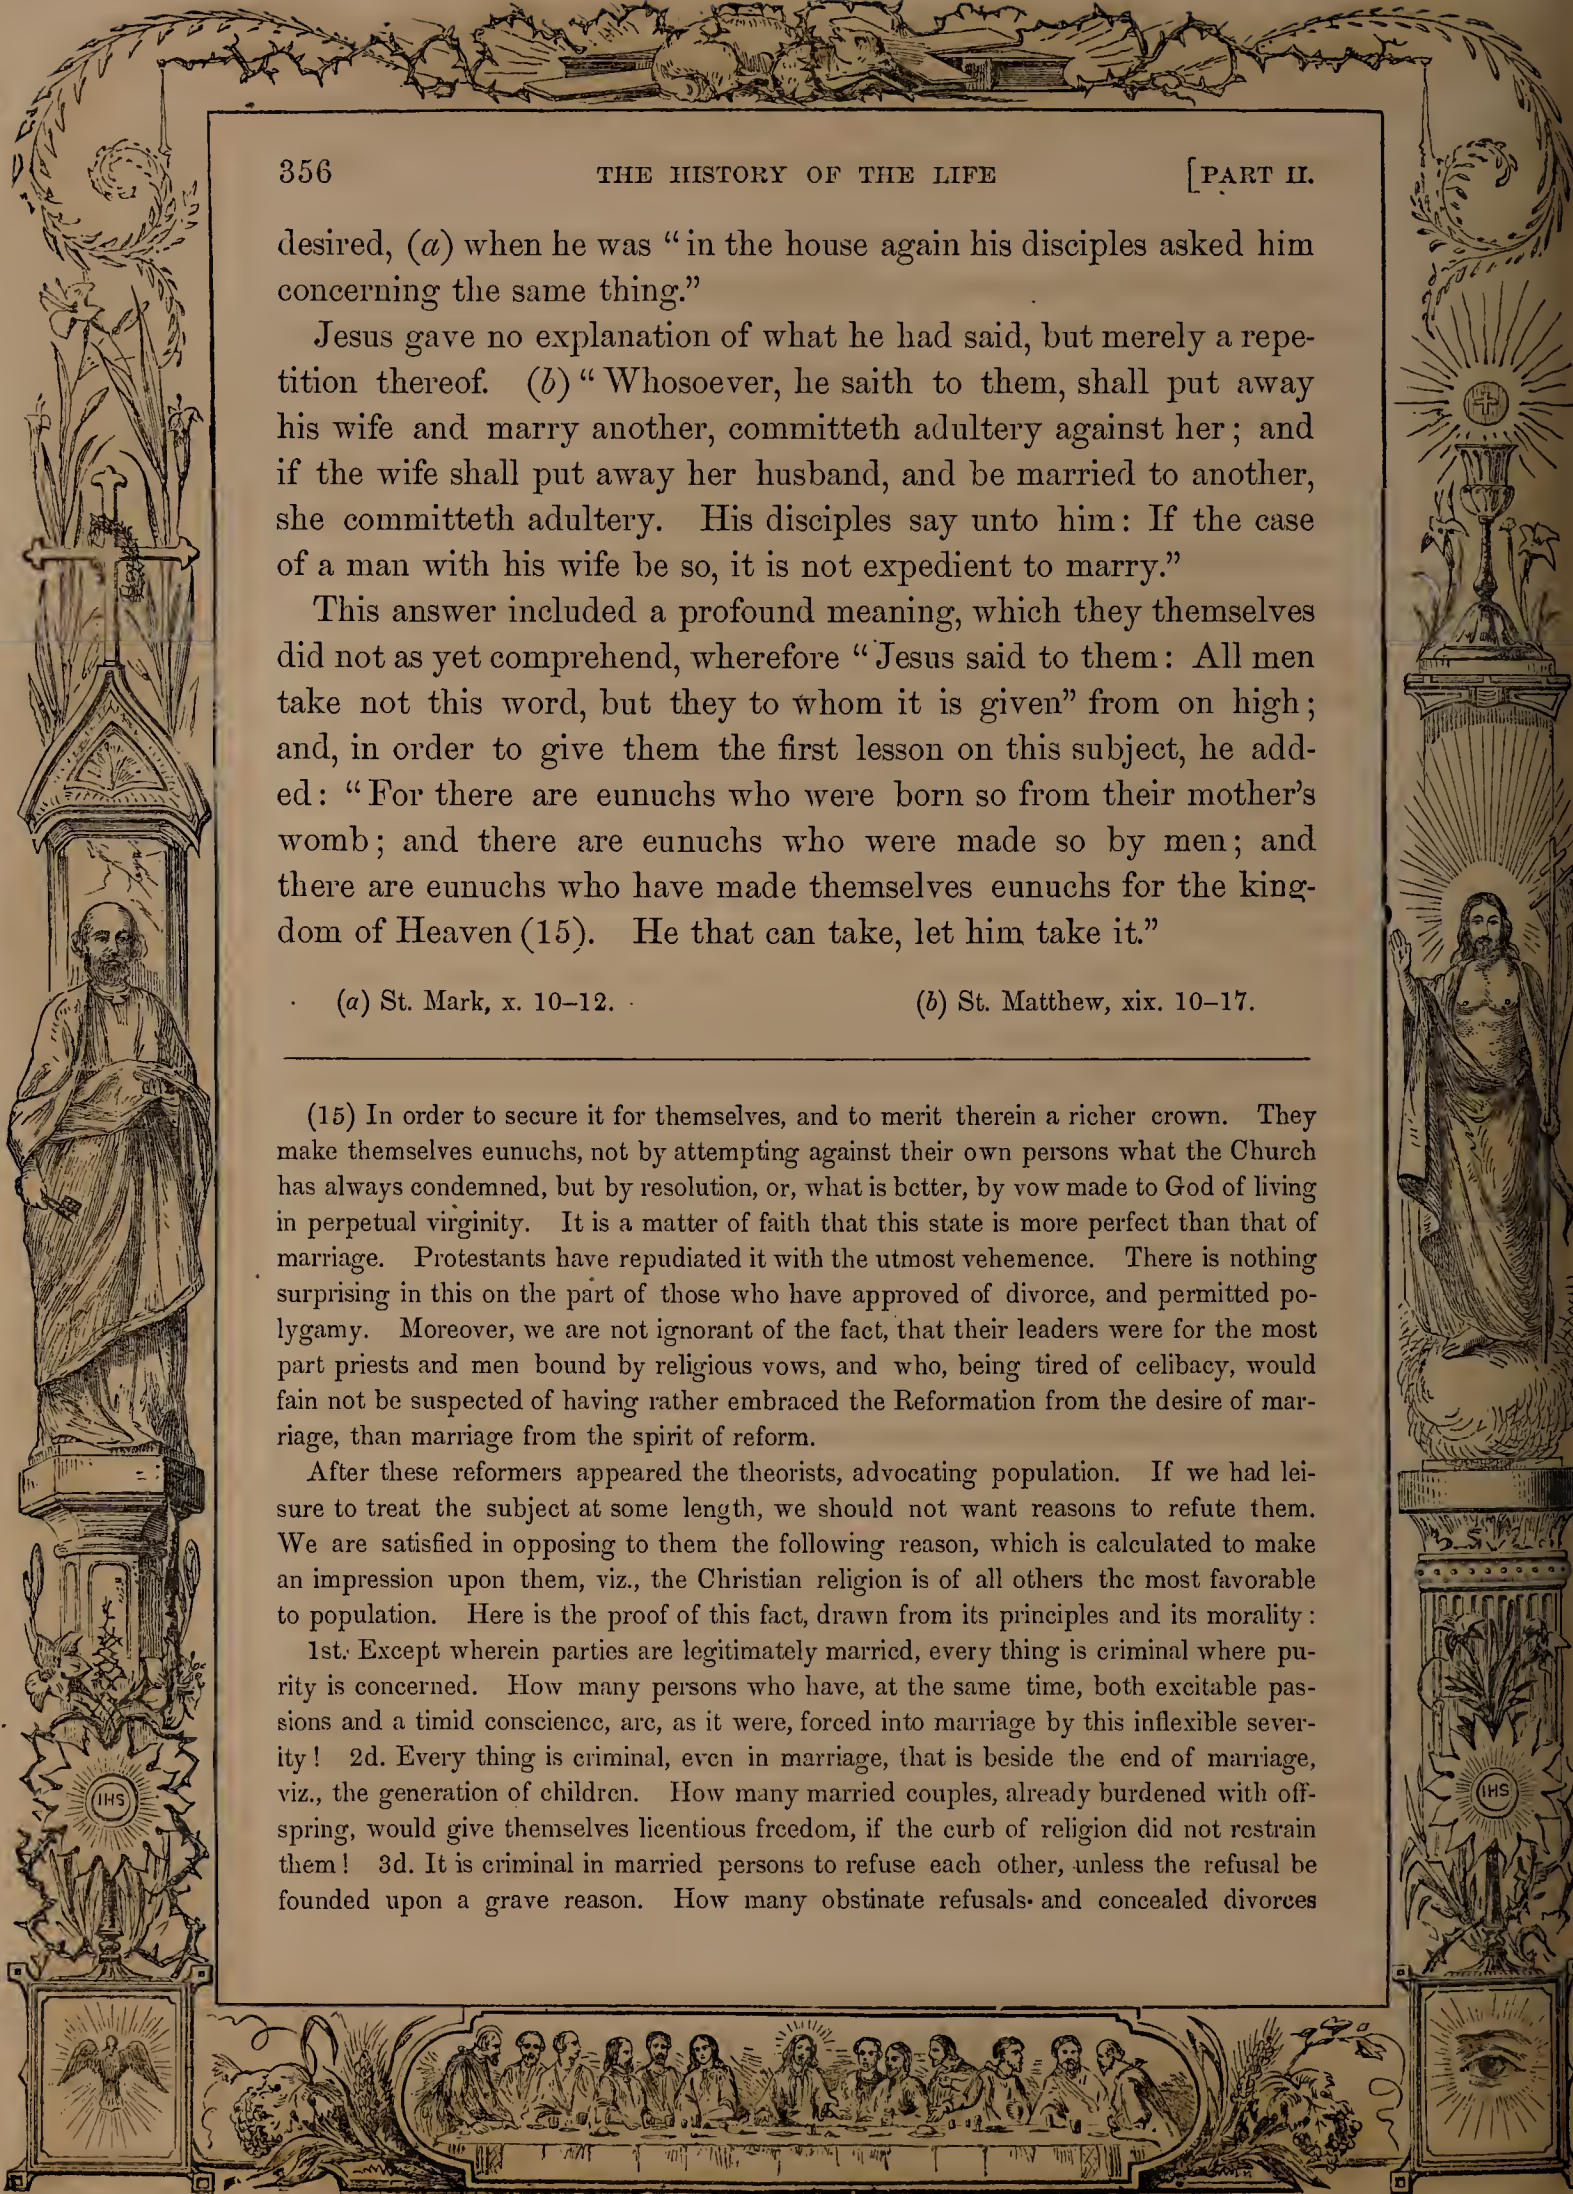 356 THE HISTORY OF THE LIFE [PART II.
desired, (a) when he was “in the house again his disciples asked him
concerning the same thing.”
Jesus gave no explanation of what he had said, but merely a repe-
tition thereof. (b) “Whosoever, he saith to them, shall put away
his wife and marry another, committeth adultery against her; and
if the wife shall put away her husband, and be married to another,
she committeth adultery. His disciples say unto him: If the case
of a man with his wife be so, it is not expedient to marry.”
This answer included a profound meaning, which they themselves
did not as yet comprehend, wherefore “Jesus said to them: All men
take not this word, but they to whom it is given” from on high;
and, in order to give them the first lesson on this subject, he add-
ed: “For there are eunuchs who were born so from their mother’s
womb; and there are eunuchs who were made so by men; and
there are eunuchs who have made themselves eunuchs for the king-
dom of Heaven (15). He that can take, let him take it.”
(a) St. Mark, x. 10–12. (b) St. Matthew, xix. 10–17.
(15) In order to secure it for themselves, and to merit therein a richer crown. They
make themselves eunuchs, not by attempting against their own persons what the Church
has always condemned, but by resolution, or, what is better, by vow made to God of living
in perpetual virginity. It is a matter of faith that this state is more perfect than that of
marriage. Protestants have repudiated it with the utmost vehemence. There is nothing
surprising in this on the part of those who have approved of divorce, and permitted po-
lygamy. Moreover, we are not ignorant of the fact, that their leaders were for the most
part priests and men bound by religious vows, and who, being tired of celibacy, would
fain not be suspected of having rather embraced the Reformation from the desire of mar-
riage, than marriage from the spirit of reform.
After these reformers appeared the theorists, advocating population. If we had lei-
sure to treat the subject at some length, we should not want reasons to refute them.
We are satisfied in opposing to them the following reason, which is calculated to make
an impression upon them, viz., the Christian religion is of all others the most favorable
to population. Here is the proof of this fact, drawn from its principles and its morality:
1st. Except wherein parties are legitimately married, every thing is criminal where pu-
rity is concerned. How many persons who have, at the same time, both excitable pas-
sions and a timid conscience, are, as it were, forced into marriage by this inflexible sever-
ity! 2d. Every thing is criminal, even in marriage, that is beside the end of marriage,
viz., the generation of children. How many married couples, already burdened with off-
spring, would give themselves licentious freedom, if the curb of religion did not restrain
them! 3d. It is criminal in married persons to refuse each other, unless the refusal be
founded upon a grave reason. How many obstinate refusals and concealed divorces
IHS
IHS